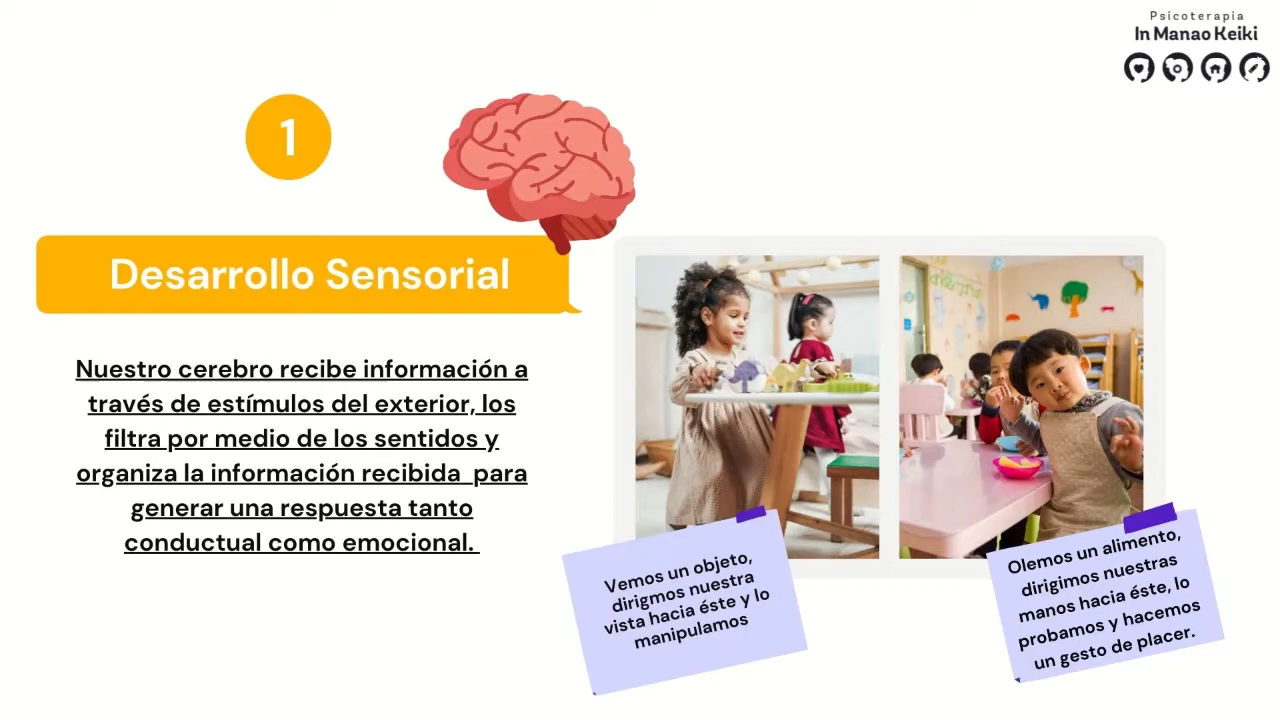 Psicoterapia
In Manao Keiki
1
Desarrollo Sensorial
Nuestro cerebro recibe información a
través de estímulos del exterior, los
filtra por medio de los sentidos y
organiza la información recibida  para
generar una respuesta tanto
conductual como emocional.
Vemos un objeto,
dirigmos nuestra
vista hacia éste y lo
manipulamos
Olemos un alimento,
dirigimos nuestras
manos hacia éste, lo
probamos y hacemos
un gesto de placer.